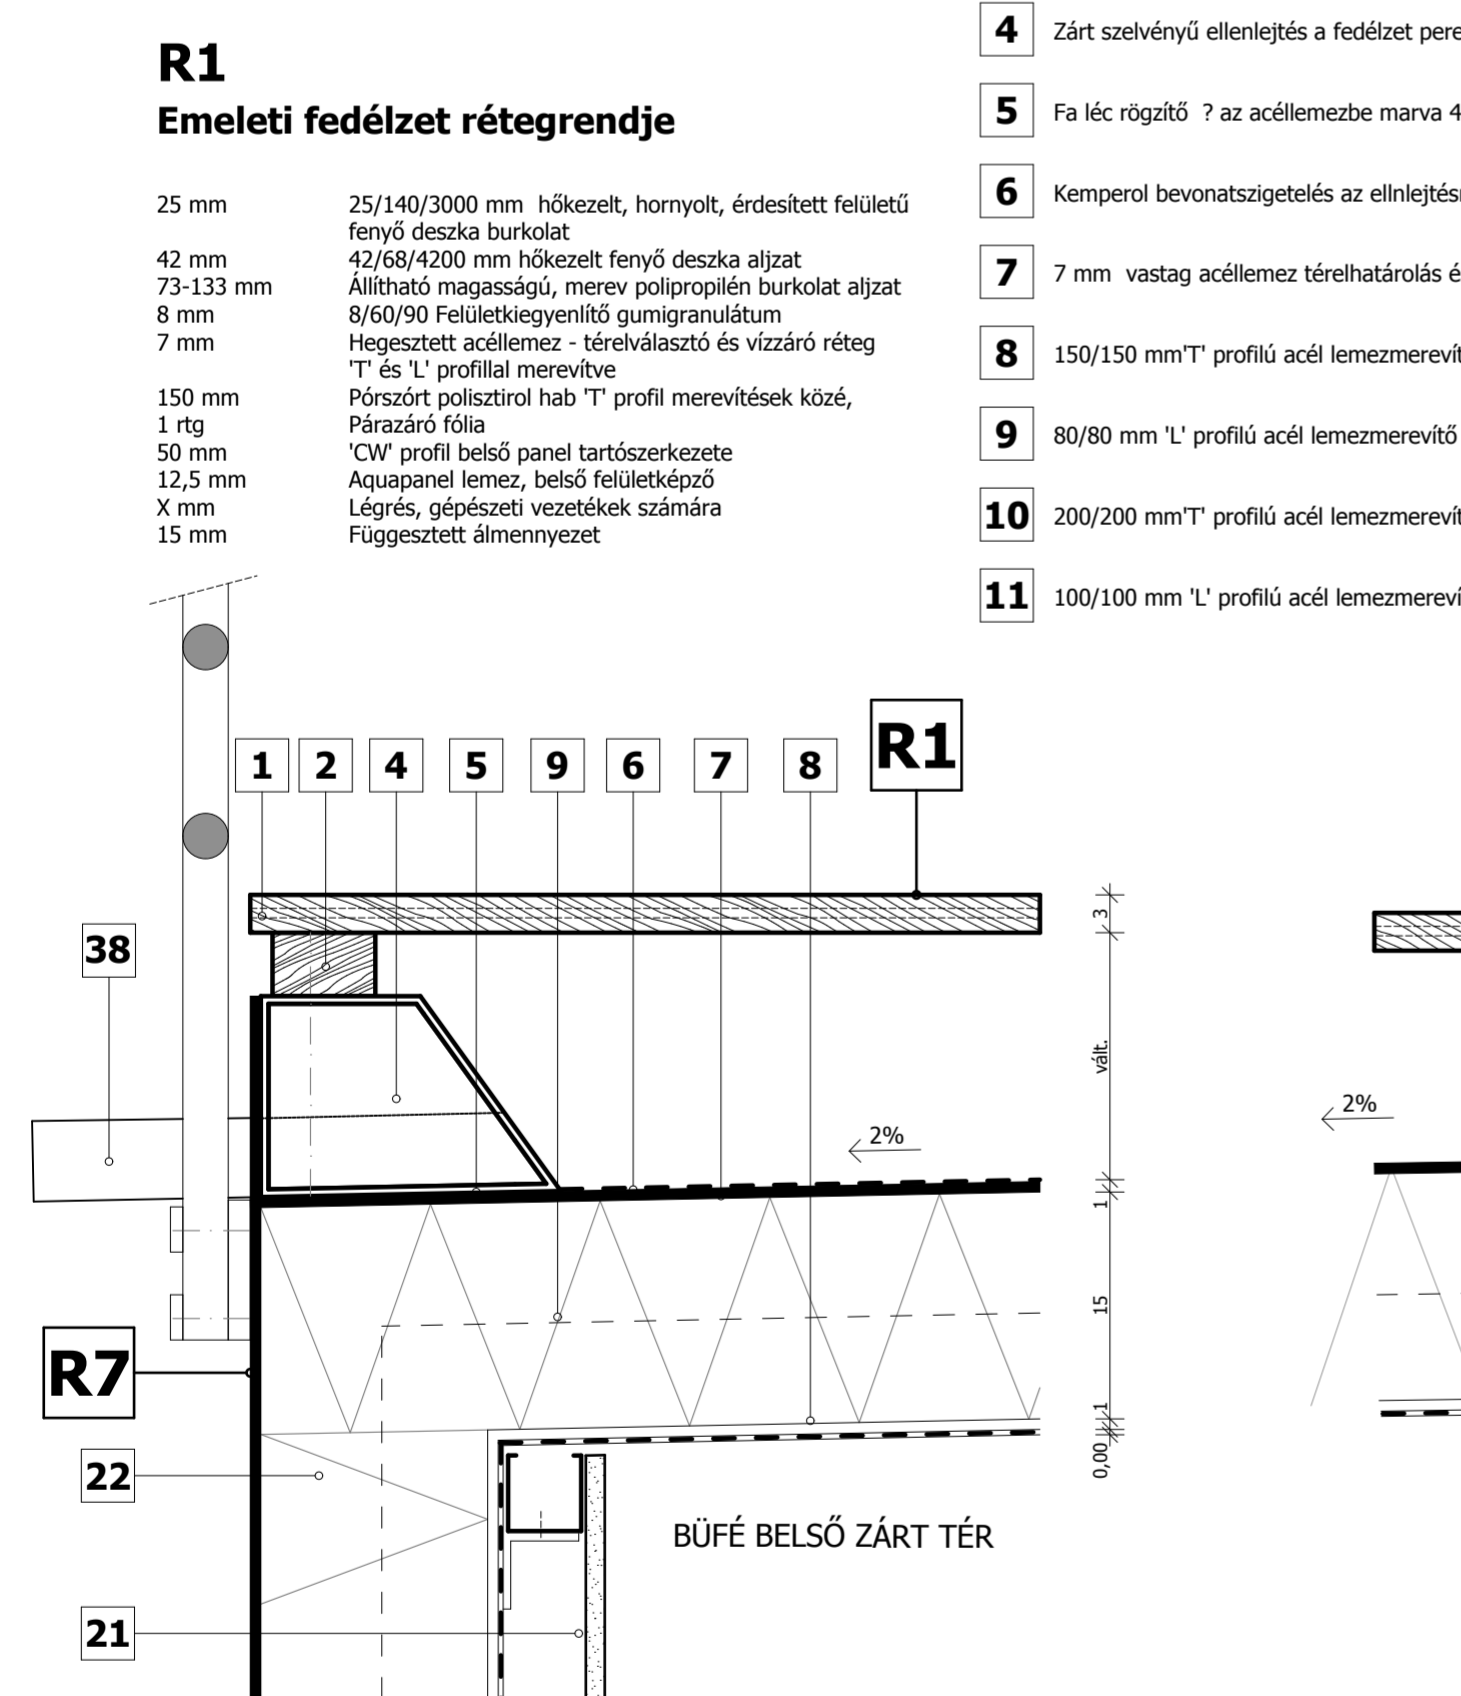 R1
Emeleti fedélzet rétegrendje
25 mm 25/140/3000 mm hőkezelt, hornyolt, érdesített felületű
fenyő deszka burkolat
42 mm 42/68/4200 mm hőkezelt fenyő deszka aljzat
73-133 mm Állítható magasságú, merev polipropilén burkolat aljzat
8 mm 8/60/90 Felületkiegyenlítő gumigranulátum
7 mm Hegesztett acéllemez - térelválasztó és vízzáró réteg
'T' és 'L' profillal merevítve
150 mm Pórszórt polisztirol hab 'T' profil merevítések közé,
1 rtg Párazáró fólia
50 mm 'CW' profil belső panel tartószerkezete
12,5 mm Aquapanel lemez, belső felületképző
X mm Légrés, gépészeti vezetékek számára
15 mm Függesztett álmennyezet
4 Zárt szelvényű ellenlejtés a fedélzet pere
5 Fa léc rögzítő ? az acéllemezbe marva 4
6 Kemperol bevonatszigetelés az ellnlejtés
7 7 mm vastag acéllemez térelhatárolás é
8 150/150 mm'T' profilú acél lemezmerevít
9 80/80 mm 'L' profilú acél lemezmerevítő
10 200/200 mm'T' profilú acél lemezmerevít
11 100/100 mm 'L' profilú acél lemezmereví
R1
1 2 4 5 9 6 7 8
3
38
vált.
2%
2%
1
15
R7
1
0,00
22
BÜFÉ BELSŐ ZÁRT TÉR
21